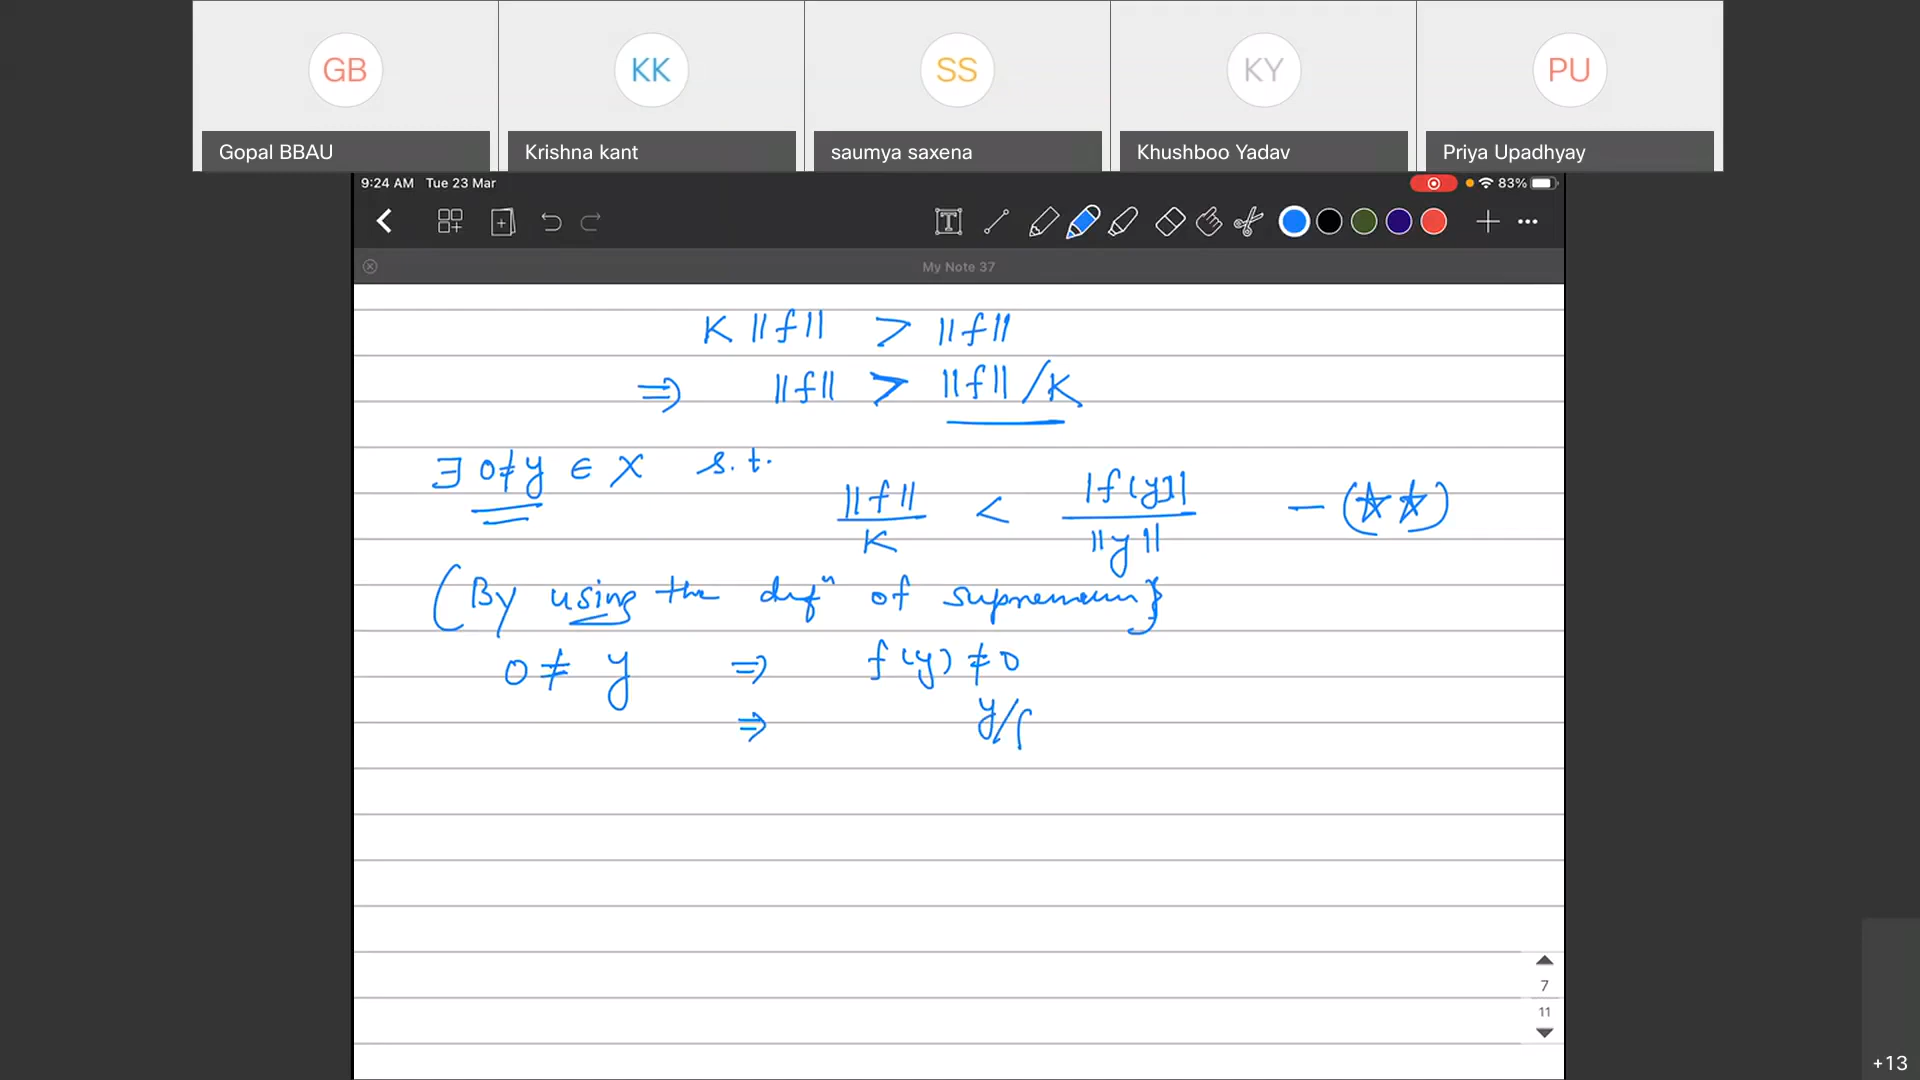 GB KK SS KY PU
Gopal BBAU Krishna kant saumya saxena Khushboo Yadav Priya Upadhyay
9:24 AM Tue 23 Mar 83%
My Note 37
K ||f|| > ||f||
⇒ ||f|| > ||f|| / K
∃ 0≠y ∈ X s.t.
||f|| / K < |f(y)| / ||y|| - (☆☆)
(By using the defⁿ of supremum}
0 ≠ y ⇒ f(y) ≠ 0
⇒ y/
7
11
+13